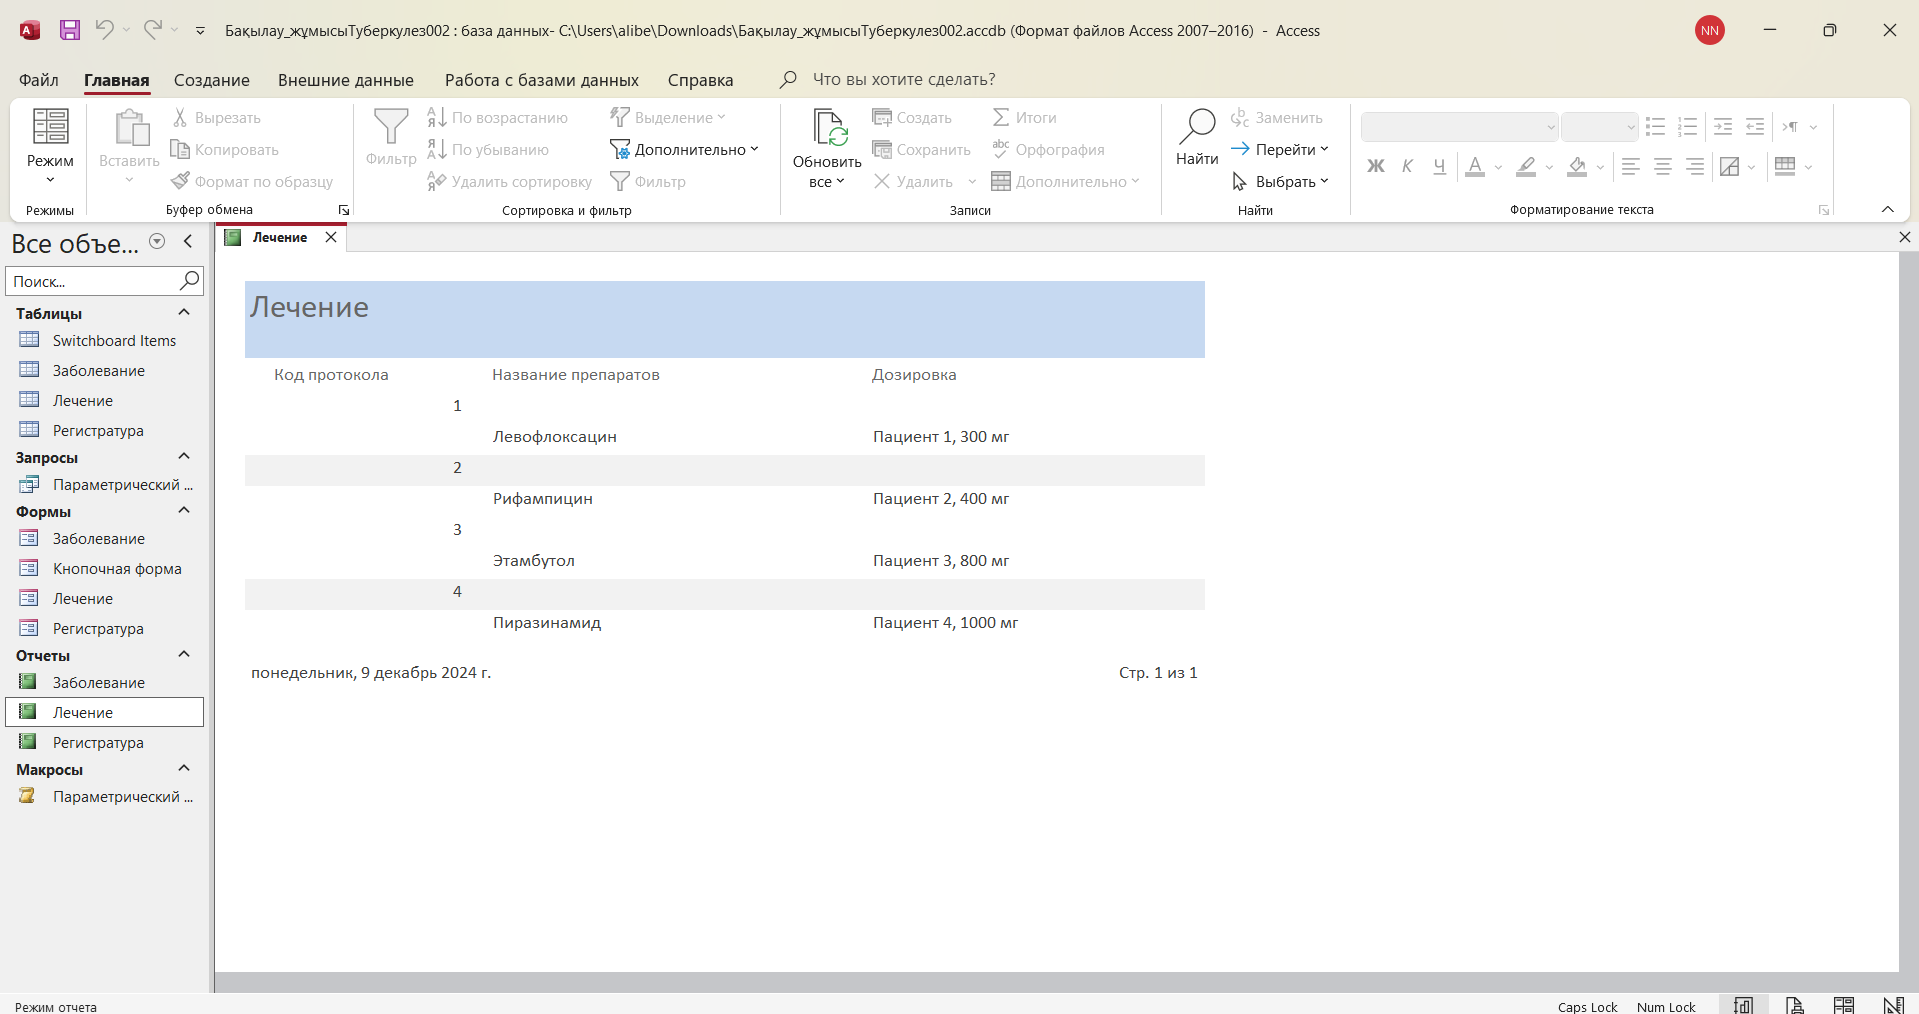 Бақылау_жұмысыТуберкулез002 : база данных- C:\Users\alibe\Downloads\Бақылау_жұмысыТуберкулез002.accdb (Формат файлов Access 2007–2016) - Access
NN
Файл Главная Создание Внешние данные Работа с базами данных Справка Что вы хотите сделать?
Режим
Режимы
Вставить
Вырезать
Копировать
Формат по образцу
Буфер обмена
Фильтр
По возрастанию
По убыванию
Удалить сортировку
Выделение
Дополнительно
Фильтр
Сортировка и фильтр
Обновить
все
Создать
Сохранить
Удалить
Итоги
Орфография
Дополнительно
Записи
Найти
Заменить
Перейти
Выбрать
Найти
Ж К Ч А
Форматирование текста
Все объе...
Поиск...
Таблицы
Switchboard Items
Заболевание
Лечение
Регистратура
Запросы
Параметрический ...
Формы
Заболевание
Кнопочная форма
Лечение
Регистратура
Отчеты
Заболевание
Лечение
Регистратура
Макросы
Параметрический ...
Лечение
Лечение
Код протокола Название препаратов Дозировка
1
Левофлоксацин Пациент 1, 300 мг
2
Рифампицин Пациент 2, 400 мг
3
Этамбутол Пациент 3, 800 мг
4
Пиразинамид Пациент 4, 1000 мг
понедельник, 9 декабрь 2024 г. Стр. 1 из 1
Режим отчета Caps Lock Num Lock